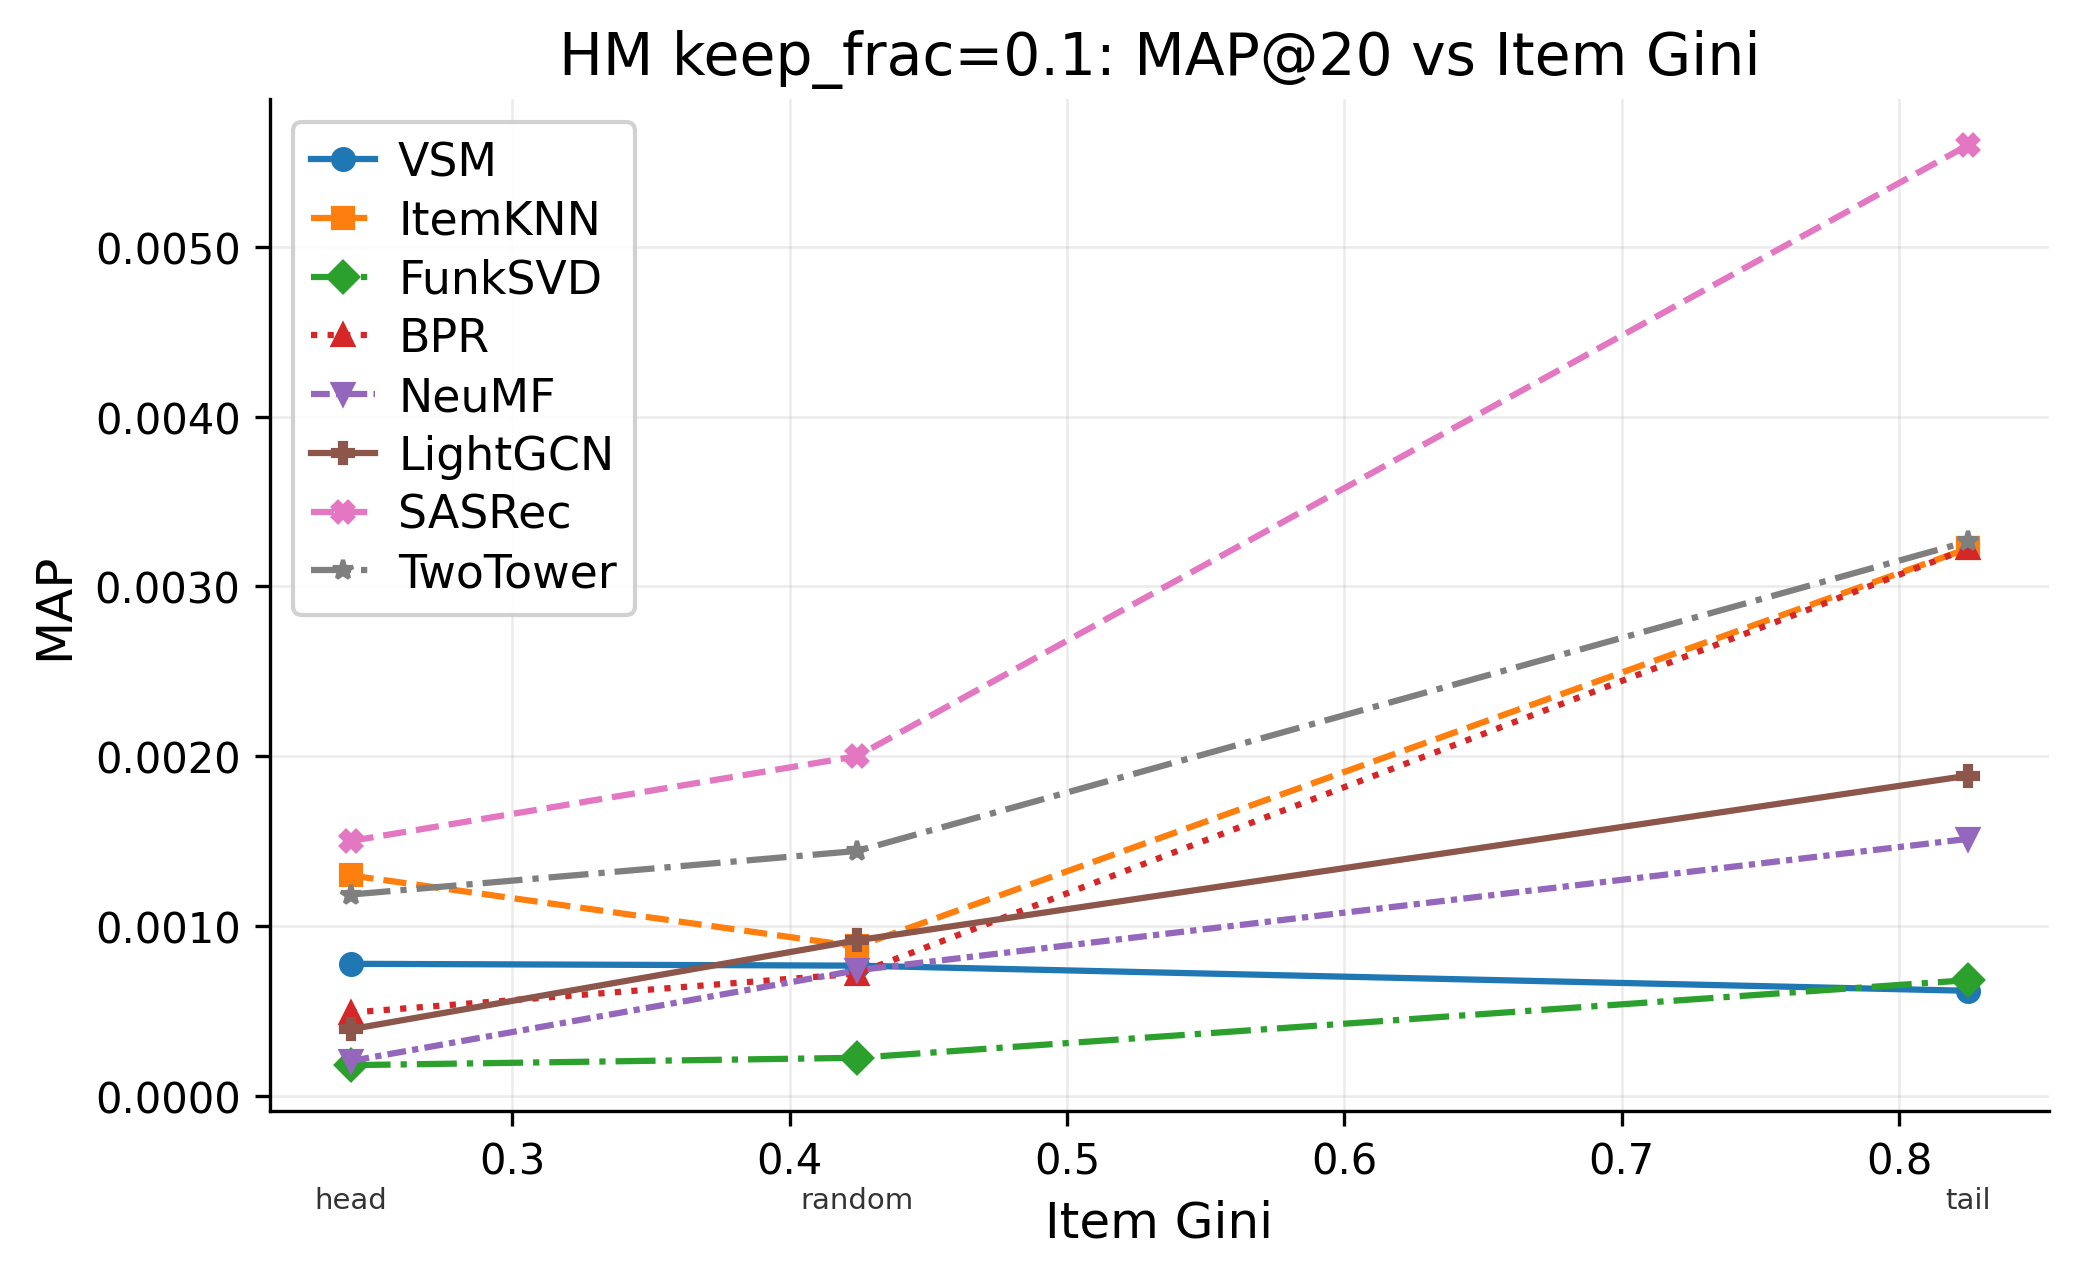 HM keep_frac=0.1: MAP@20 vs Item Gini
VSM
ItemKNN
FunkSVD
BPR
NeuMF
LightGCN
SASRec
TwoTower
MAP
0.0050
0.0040
0.0030
0.0020
0.0010
0.0000
0.3 0.4 0.5 0.6 0.7 0.8
head random tail
Item Gini